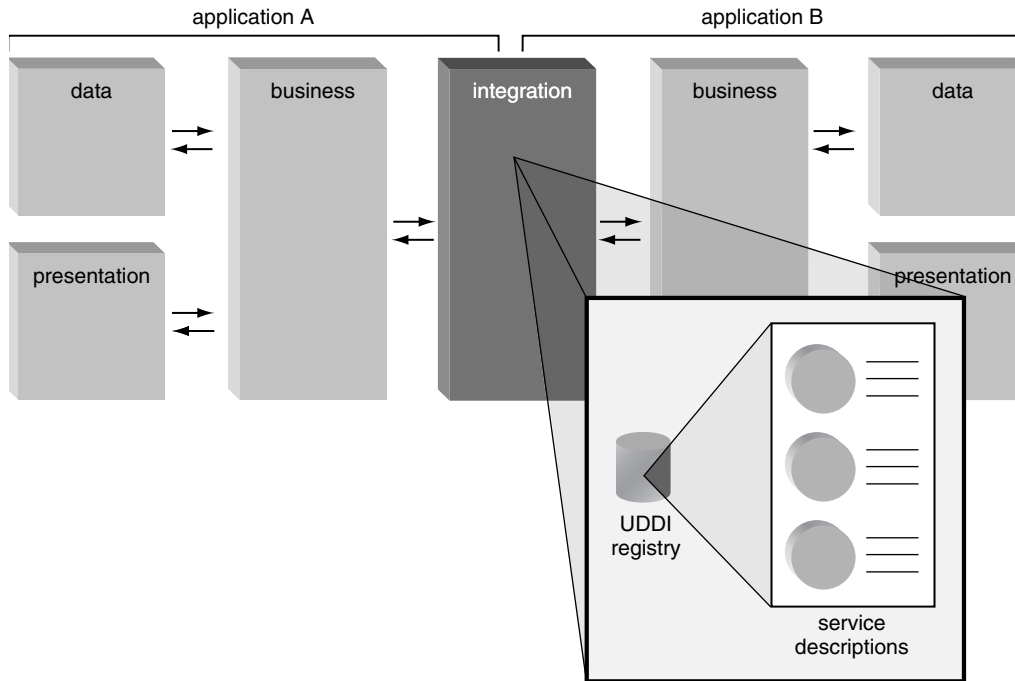 application A
application B
data
business
integration
business
data
presentation
presentation
UDDI
registry
service
descriptions